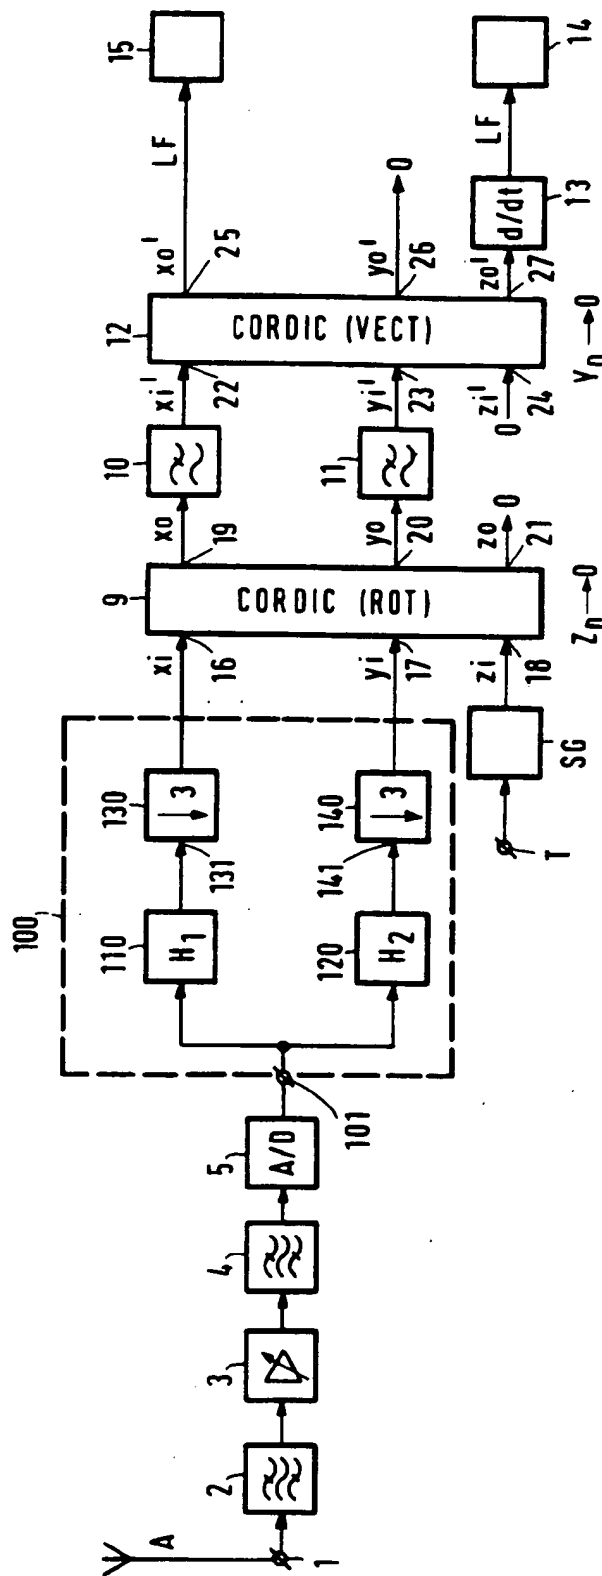 A
1
2
3
4
5
A/D
101
100
110
H1
131
130
3
120
H2
141
140
3
T
SG
xi
16
yi
17
zi
18
9
CORDIC (ROT)
Zn→0
xo
19
yo
20
zo
21
0
10
11
xi'
22
yi'
23
zi'
24
0
12
CORDIC (VECT)
Yn→0
xo'
25
yo'
26
0
zo'
27
d/dt
13
LF
15
LF
14